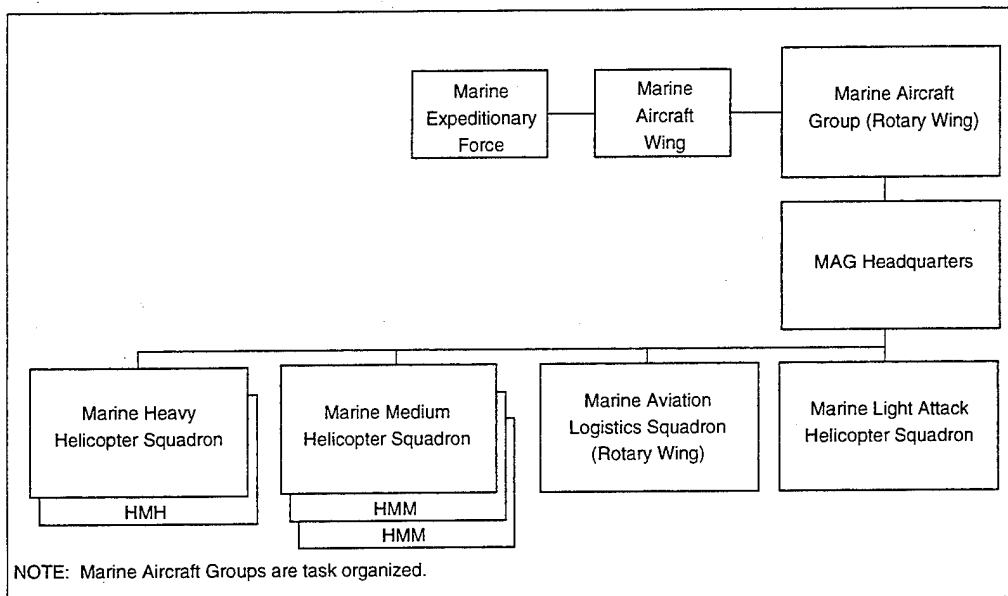 Marine
Expeditionary
Force
Marine
Aircraft
Wing
Marine Aircraft
Group (Rotary Wing)
MAG Headquarters
Marine Heavy
Helicopter Squadron
HMH
Marine Medium
Helicopter Squadron
HMM
HMM
Marine Aviation
Logistics Squadron
(Rotary Wing)
Marine Light Attack
Helicopter Squadron
NOTE: Marine Aircraft Groups are task organized.